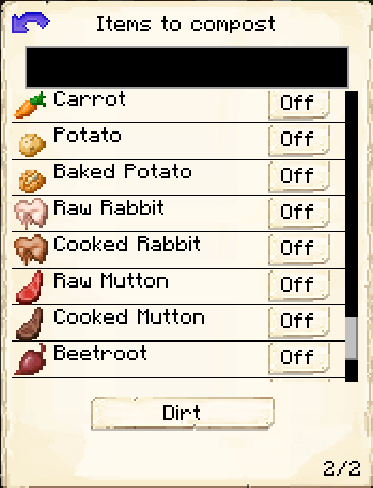 Items to compost
Carrot Off
Potato Off
Baked Potato Off
Raw Rabbit Off
Cooked Rabbit Off
Raw Mutton Off
Cooked Mutton Off
Beetroot Off
Dirt
2/2